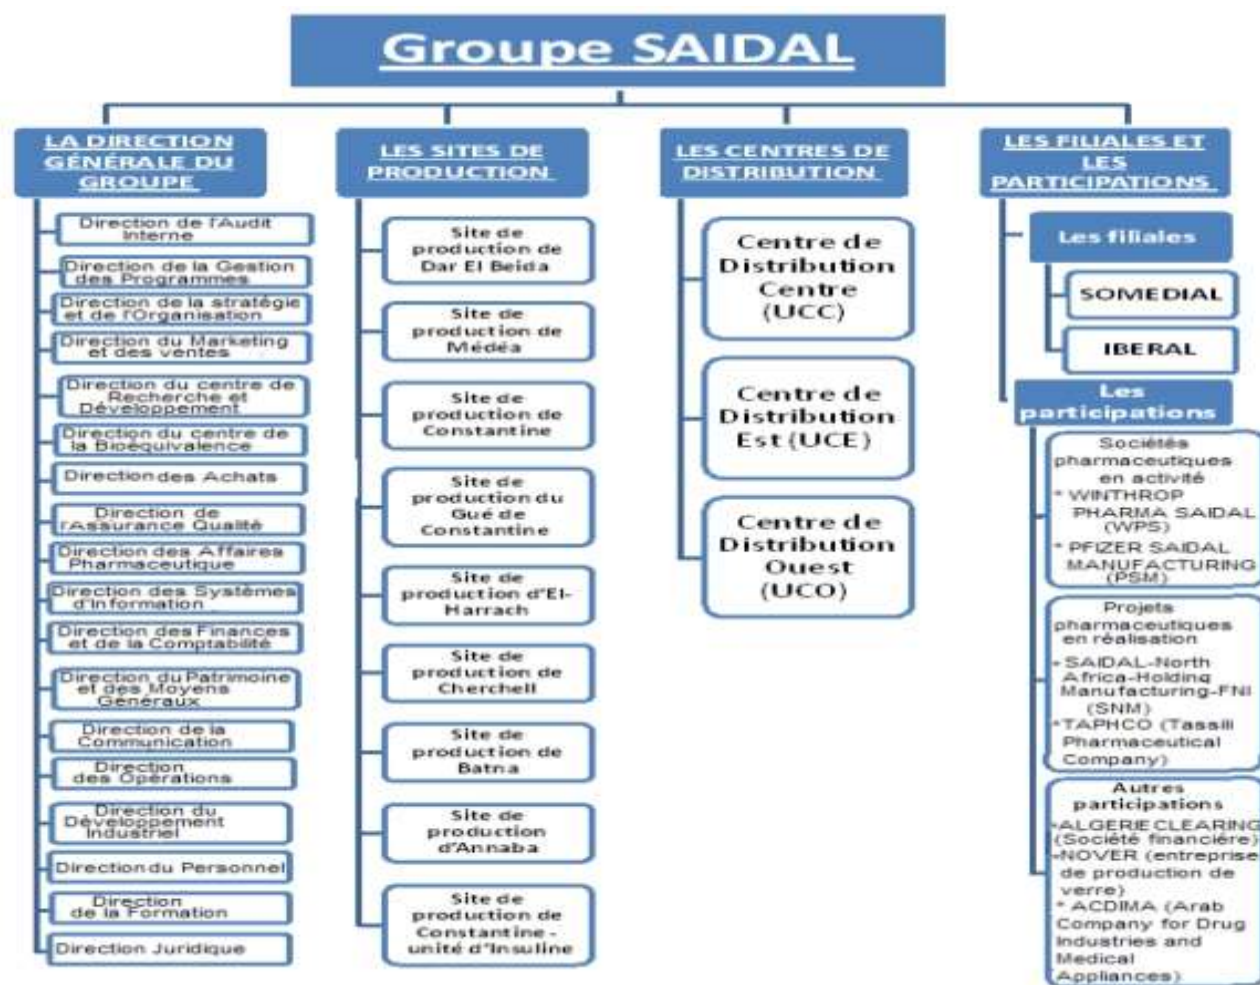 Groupe SAIDAL
LA DIRECTION
GÉNÉRALE DU
GROUPE
Direction de l'Audit
Interne
Direction de la Gestion
des Programmes
Direction de la stratégie
et de l'Organisation
Direction du Marketing
et des ventes
Direction du centre de
Recherche et
Développement
Direction du centre de
la Bioéquivalence
Direction des Achats
Direction de
l'Assurance Qualité
Direction des Affaires
Pharmaceutique
Direction des Systèmes
d'Information
Direction des Finances
et de la Comptabilité
Direction du Patrimoine
et des Moyens
Généraux
Direction de la
Communication
Direction
des Opérations
Direction du
Développement
Industriel
Direction du Personnel
Direction
de la Formation
Direction Juridique
LES SITES DE
PRODUCTION
Site de
production de
Dar El Beida
Site de
production de
Médéa
Site de
production de
Constantine
Site de
production du
Gué de
Constantine
Site de
production d'El-
Harrach
Site de
production de
Cherchell
Site de
production de
Batna
Site de
production
d'Annaba
Site de
production de
Constantine -
unité d'Insuline
LES CENTRES DE
DISTRIBUTION
Centre de
Distribution
Centre
(UCC)
Centre de
Distribution
Est (UCE)
Centre de
Distribution
Ouest
(UCO)
LES FILIALES ET
LES
PARTICIPATIONS
Les filiales
SOMEDIAL
IBERAL
Les
participations
Sociétés
pharmaceutiques
en activité
* WINTHROP
PHARMA SAIDAL
(WPS)
* PFIZER SAIDAL
MANUFACTURING
(PSM)
Projets
pharmaceutiques
en réalisation
* SAIDAL-North
Africa-Holding
Manufacturing-FNI
(SNM)
*TAPHCO (Tassili
Pharmaceutical
Company)
Autres
participations
*ALGERIE CLEARING
(Société financiére)
*NOVER (entreprise
de production de
verre)
* ACDIMA (Arab
Company for Drug
Industries and
Medical
Appliances)